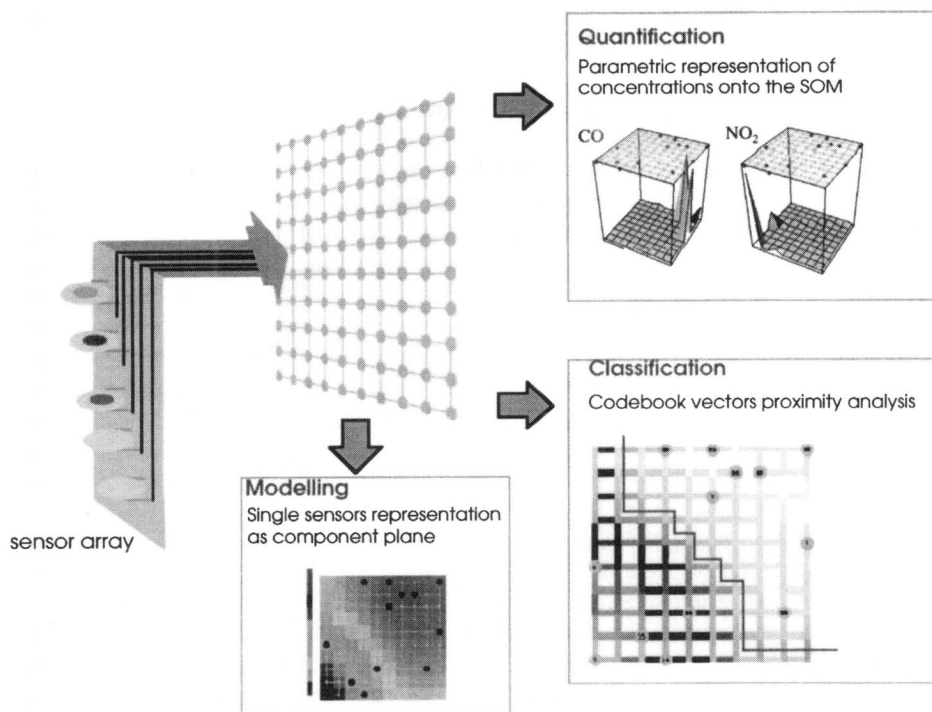 Quantification
Parametric representation of
concentrations onto the SOM
CO
NO₂
Classification
Codebook vectors proximity analysis
Modelling
Single sensors representation
as component plane
sensor array